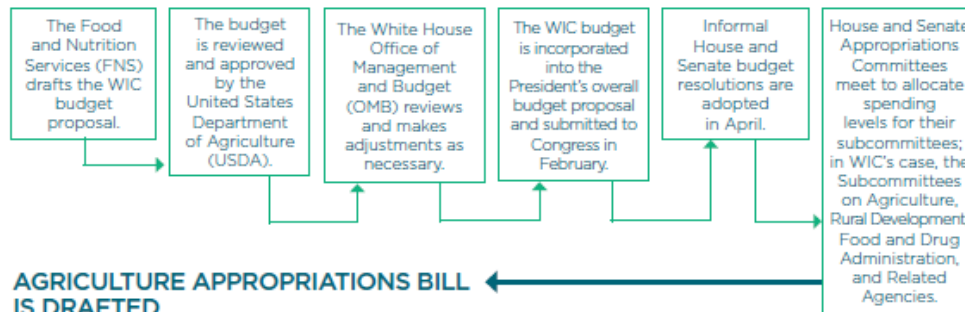 The Food
and Nutrition
Services (FNS)
drafts the WIC
budget
proposal.
The budget
is reviewed
and approved
by the
United States
Department
of Agriculture
(USDA).
The White House
Office of
Management
and Budget
(OMB) reviews
and makes
adjustments as
necessary.
The WIC budget
is incorporated
into the
President's overall
budget proposal
and submitted to
Congress in
February.
Informal
House and
Senate budget
resolutions are
adopted
in April.
House and Senate
Appropriations
Committees
meet to allocate
spending
levels for their
subcommittees;
in WIC's case, the
Subcommittees
on Agriculture,
Rural Development
Food and Drug
Administration,
and Related
Agencies.
AGRICULTURE APPROPRIATIONS BILL
IS DRAFTED